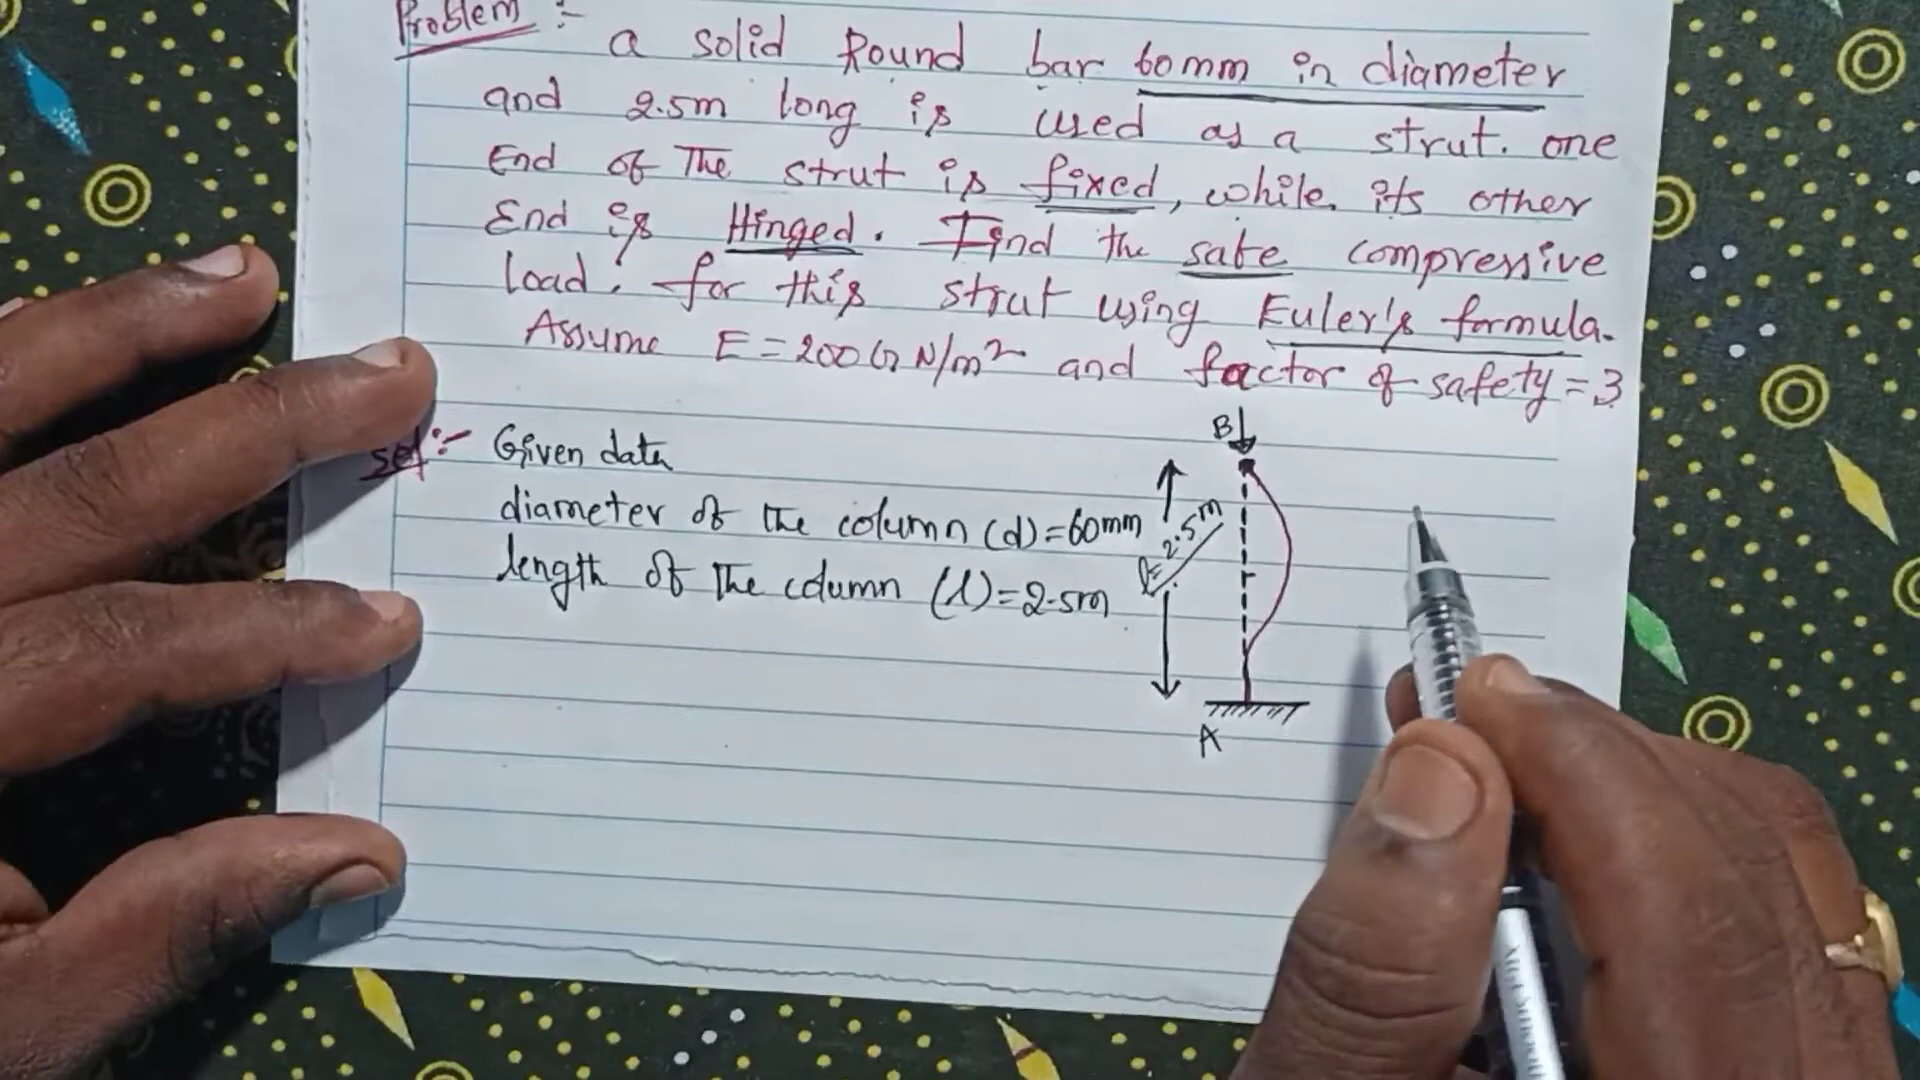 Problem :-
a solid Round bar 60mm in diameter
and 2.5m long is used as a strut. one
End of The strut is fixed, while its other
End is Hinged. Find the safe compressive
load. for this strut using Euler's formula.
Assume E = 200 G N/m² and factor of safety = 3
sol:- Given data
diameter of the column (d) = 60mm
length of the column (l) = 2.5m
B
l = 2.5m
A